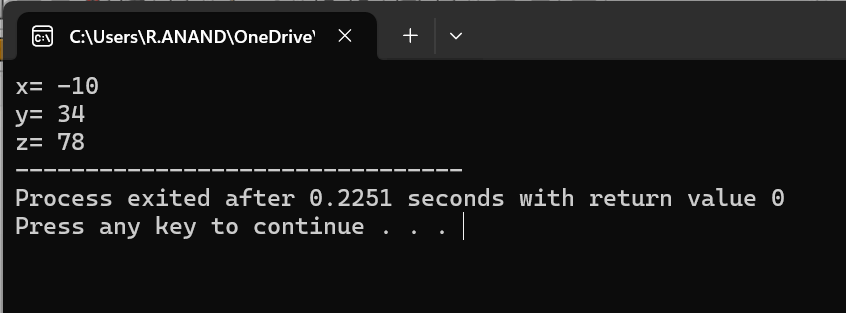 C:\Users\R.ANAND\OneDrive\
x= -10
y= 34
z= 78
--------------------------------
Process exited after 0.2251 seconds with return value 0
Press any key to continue . . .